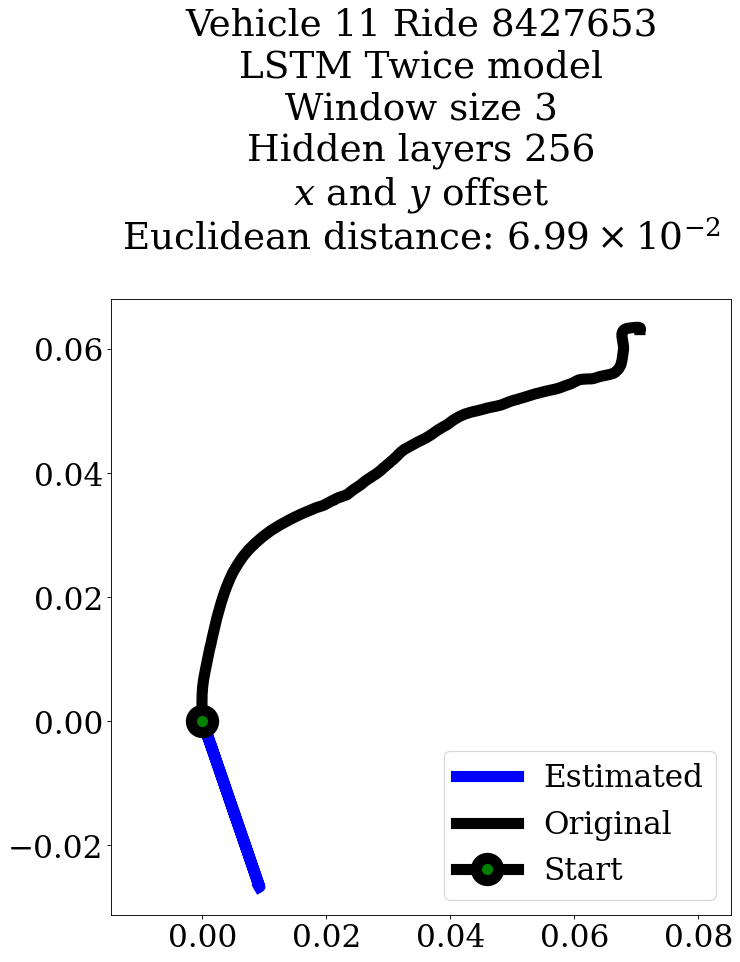 Vehicle 11 Ride 8427653
LSTM Twice model
Window size 3
Hidden layers 256
x and y offset
Euclidean distance: 6.99 × 10⁻²
0.06
0.04
0.02
0.00
−0.02
Estimated
Original
Start
0.00 0.02 0.04 0.06 0.08